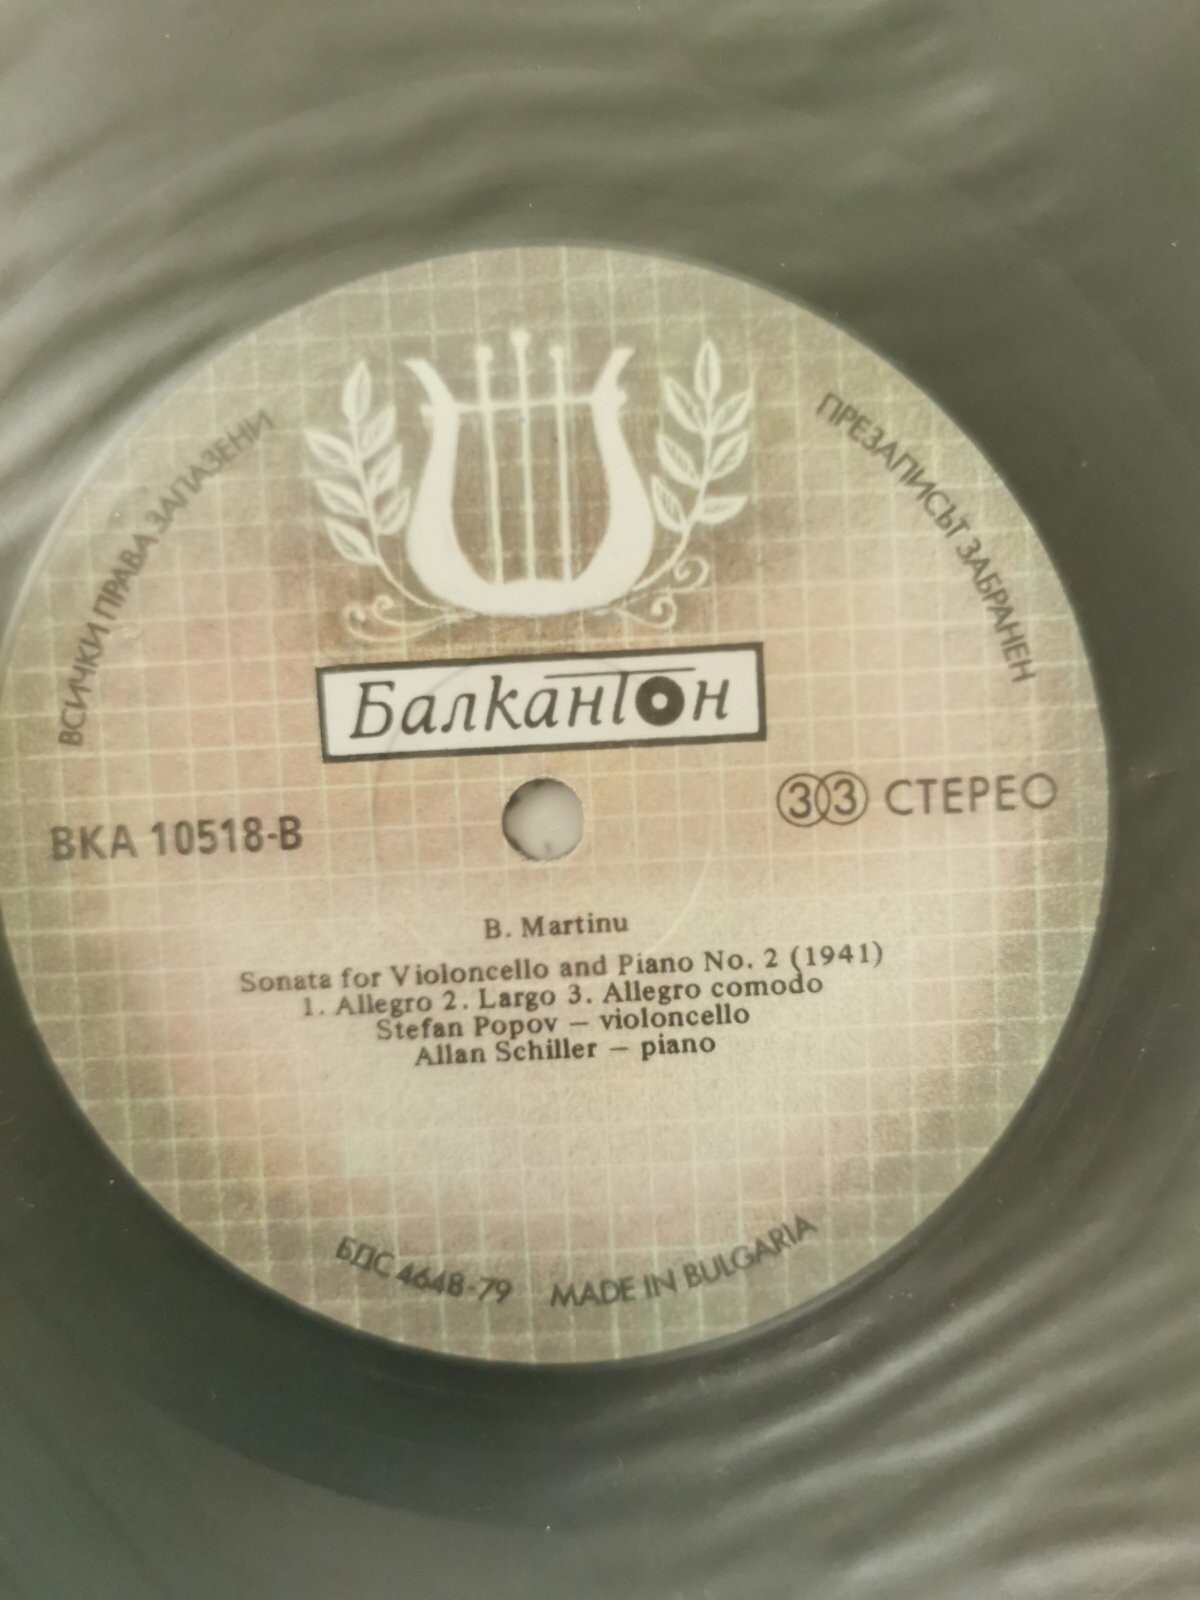 ВСИЧКИ ПРАВА ЗАПАЗЕНИ
ПРЕЗАПИСЪТ ЗАБРАНЕН
Балкантон
ВКА 10518-В
33 СТЕРЕО
B. Martinu
Sonata for Violoncello and Piano No. 2 (1941)
1. Allegro 2. Largo 3. Allegro comodo
Stefan Popov — violoncello
Allan Schiller — piano
БДС 4648-79 MADE IN BULGARIA